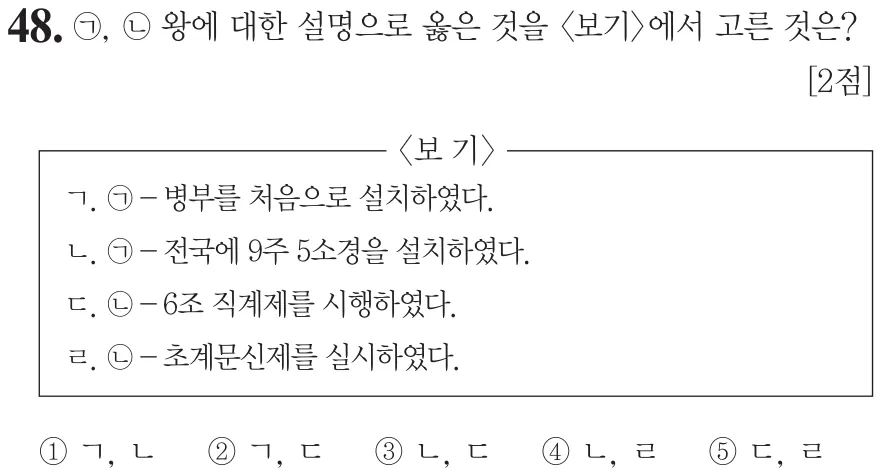 48. ㉠, ㉡ 왕에 대한 설명으로 옳은 것을 〈보기〉에서 고른 것은?
[2점]
〈보 기〉
ㄱ. ㉠－병부를 처음으로 설치하였다.
ㄴ. ㉠－전국에 9주 5소경을 설치하였다.
ㄷ. ㉡－6조 직계제를 시행하였다.
ㄹ. ㉡－초계문신제를 실시하였다.
① ㄱ, ㄴ ② ㄱ, ㄷ ③ ㄴ, ㄷ ④ ㄴ, ㄹ ⑤ ㄷ, ㄹ